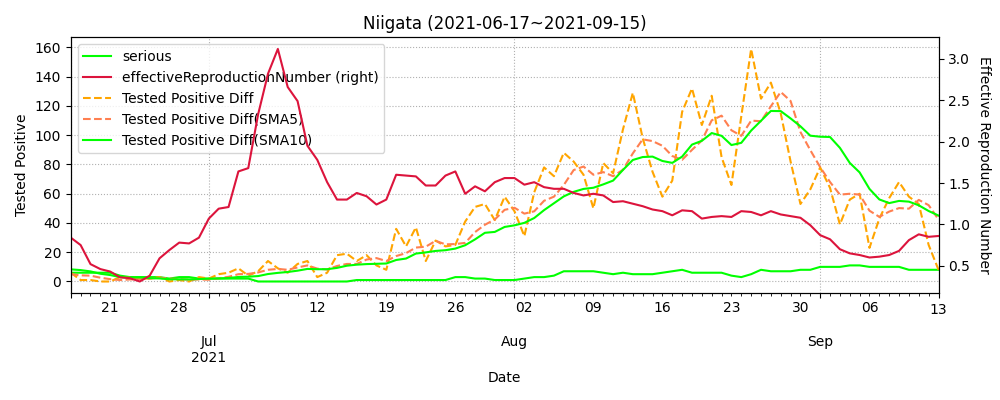 Niigata (2021-06-17~2021-09-15)
serious
effectiveReproductionNumber (right)
Tested Positive Diff
Tested Positive Diff(SMA5)
Tested Positive Diff(SMA10)
Tested Positive
160
140
120
100
80
60
40
20
0
3.0
2.5
2.0
1.5
1.0
0.5
Effective Reproduction Number
21 28 05 12 19 26 02 09 16 23 30 06 13
Jul Aug Sep
2021
Date